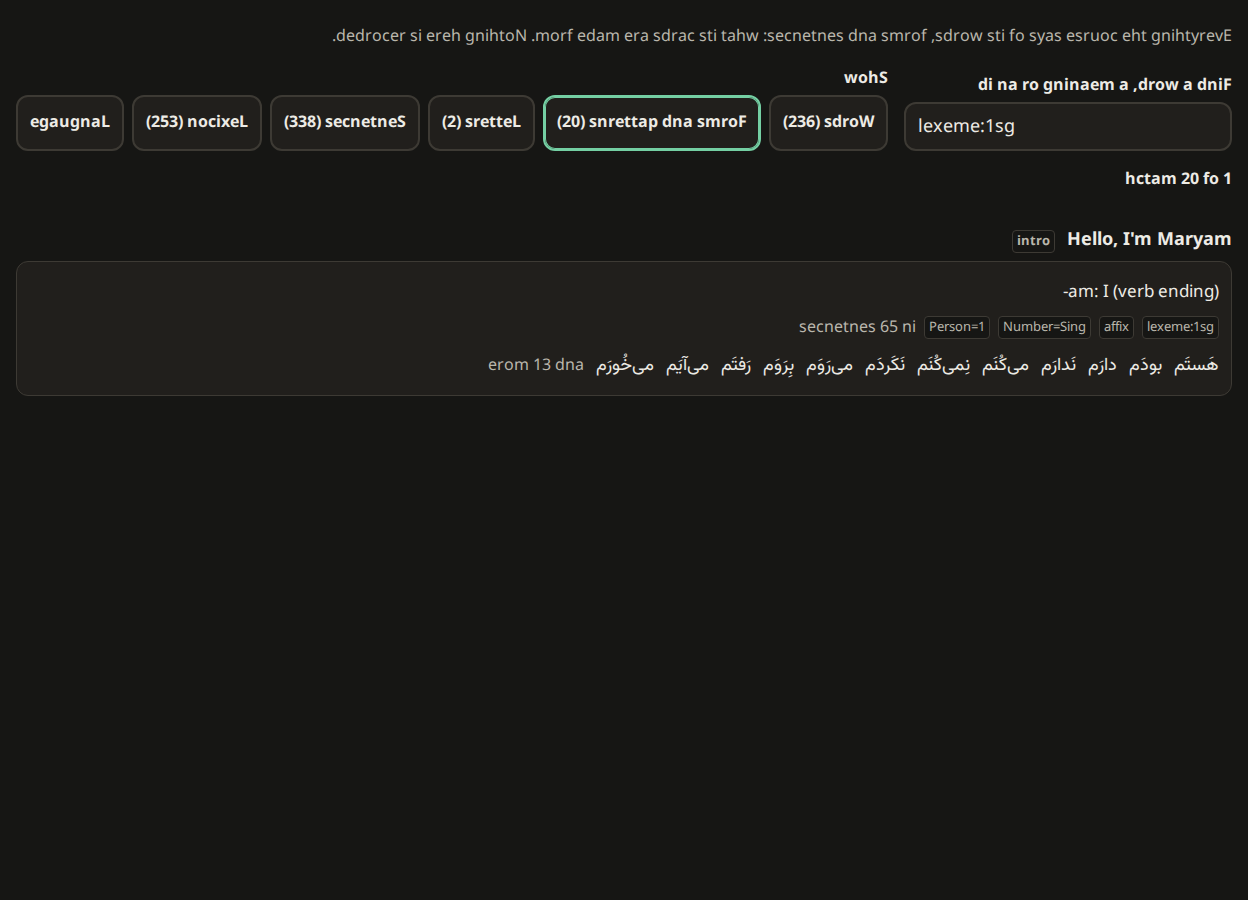 .dedrocer si ereh gnihtoN .morf edam era sdrac sti tahw :secnetnes dna smrof ,sdrow sti fo syas esruoc eht gnihtyrevE
di na ro gninaem a ,drow a dniF
lexeme:1sg
wohS
(236) sdroW
(20) snrettap dna smroF
(2) sretteL
(338) secnetneS
(253) nocixeL
egaugnaL
hctam 20 fo 1
Hello, I'm Maryam intro
-am: I (verb ending)
lexeme:1sg affix Number=Sing Person=1 secnetnes 65 ni
هَستَم بودَم دارَم نَدارَم می‌کُنَم نِمی‌کُنَم نَکَردَم می‌رَوَم بِرَوَم رَفتَم می‌آیَم می‌خُورَم erom 13 dna